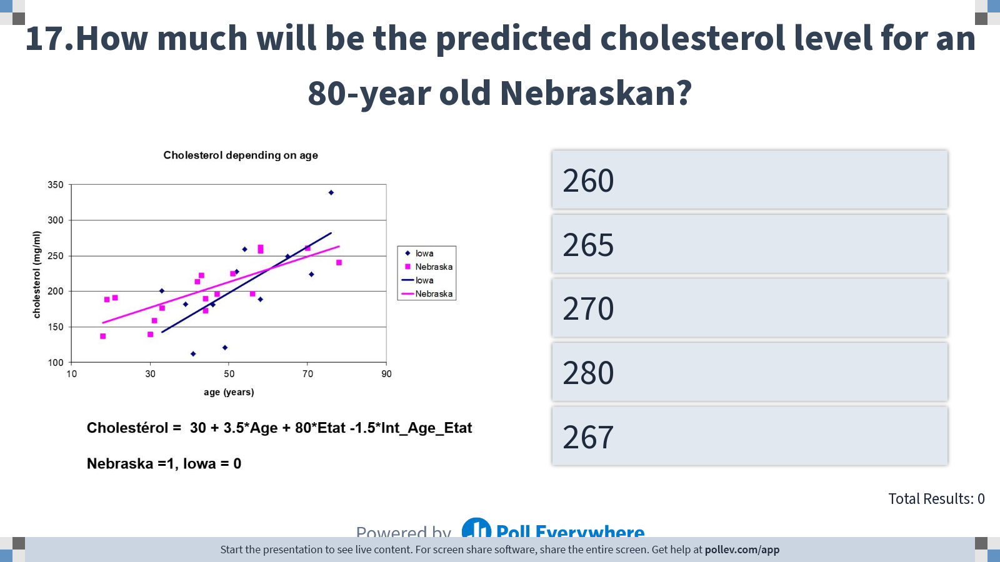 17.How much will be the predicted cholesterol level for an
80-year old Nebraskan?
Cholesterol depending on age
350
300
250
200
150
100
10 30 50 70 90
cholesterol (mg/ml)
age (years)
Iowa
Nebraska
Iowa
Nebraska
Cholestérol = 30 + 3.5*Age + 80*Etat -1.5*Int_Age_Etat
Nebraska =1, Iowa = 0
260
265
270
280
267
Total Results: 0
Powered by Poll Everywhere
Start the presentation to see live content. For screen share software, share the entire screen. Get help at pollev.com/app